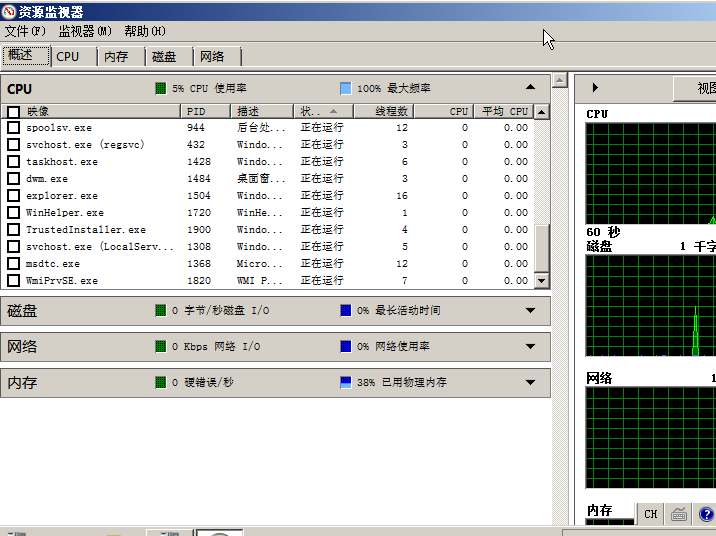 资源监视器
文件(F) 监视器(M) 帮助(H)
概述 CPU 内存 磁盘 网络
CPU 5% CPU 使用率 100% 最大频率 视图
映像 PID 描述 状.. 线程数 CPU 平均 CPU
spoolsv.exe 944 后台处... 正在运行 12 0 0.00
svchost.exe (regsvc) 432 Windo... 正在运行 3 0 0.00
taskhost.exe 1428 Windo... 正在运行 6 0 0.00
dwm.exe 1484 桌面窗... 正在运行 3 0 0.00
explorer.exe 1504 Windo... 正在运行 16 0 0.00
WinHelper.exe 1720 WinHe... 正在运行 1 0 0.00
TrustedInstaller.exe 1900 Windo... 正在运行 4 0 0.00
svchost.exe (LocalServ... 1308 Windo... 正在运行 5 0 0.00
msdtc.exe 1368 Micro... 正在运行 12 0 0.00
WmiPrvSE.exe 1820 WMI P... 正在运行 7 0 0.00
磁盘 0 字节/秒磁盘 I/O 0% 最长活动时间
网络 0 Kbps 网络 I/O 0% 网络使用率
内存 0 硬错误/秒 38% 已用物理内存
CPU
60 秒
磁盘 1 千字
网络 1
内存
CH